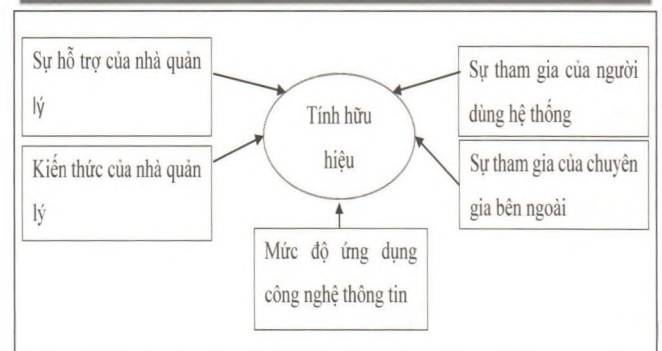 Sự hỗ trợ của nhà quản
lý
Kiến thức của nhà quản
lý
Tính hữu
hiệu
Sự tham gia của người
dùng hệ thống
Sự tham gia của chuyên
gia bên ngoài
Mức độ ứng dụng
công nghệ thông tin